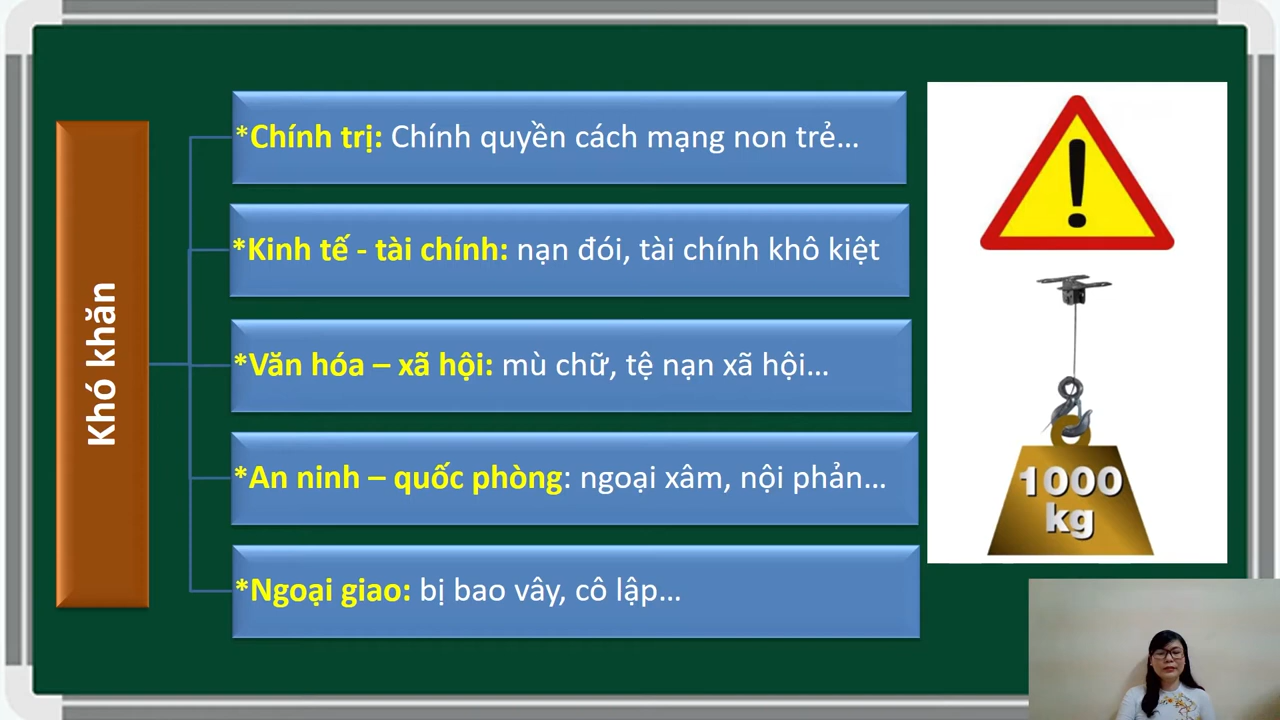 Khó khăn
*Chính trị: Chính quyền cách mạng non trẻ...
*Kinh tế - tài chính: nạn đói, tài chính khô kiệt
*Văn hóa – xã hội: mù chữ, tệ nạn xã hội...
*An ninh – quốc phòng: ngoại xâm, nội phản...
*Ngoại giao: bị bao vây, cô lập...
1000
kg